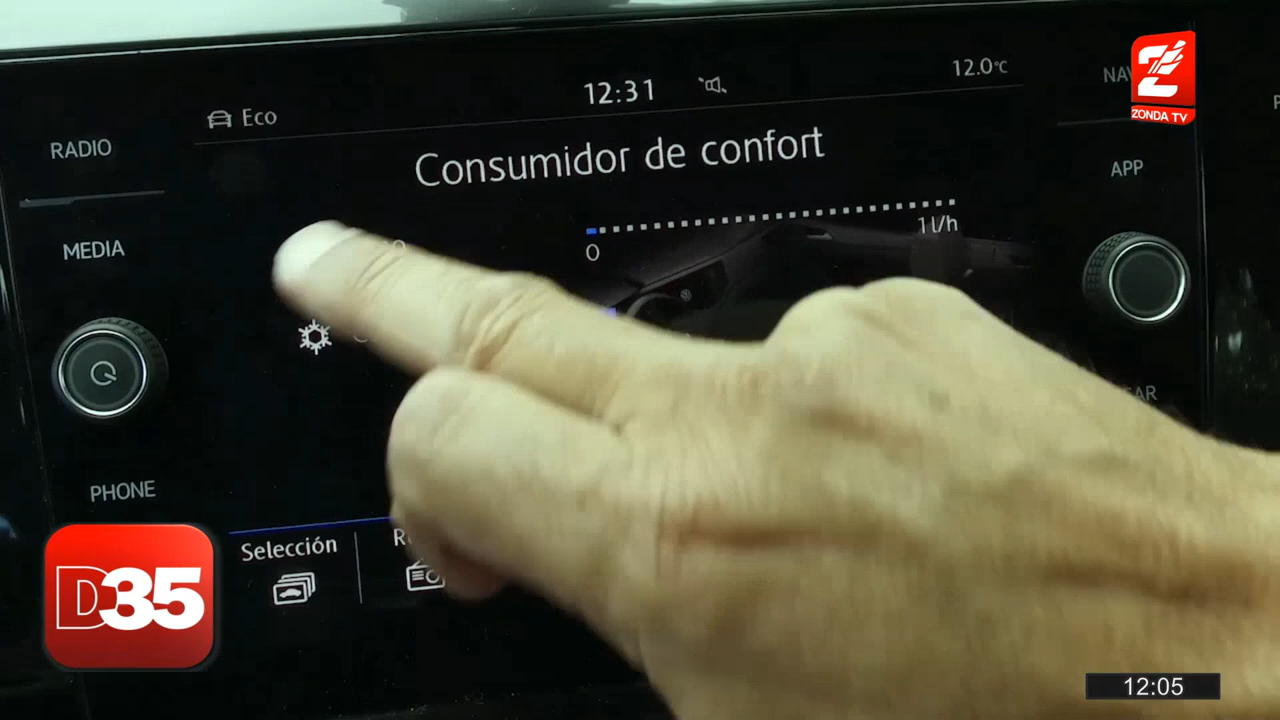 12:31
12.0°C
NAV
ZONDA TV
Eco
RADIO
Consumidor de confort
APP
MEDIA
0
1 l/h
PHONE
Selección
D35
12:05